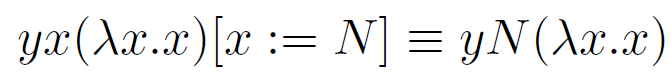 yx(λx.x)[x := N] ≡ yN(λx.x)